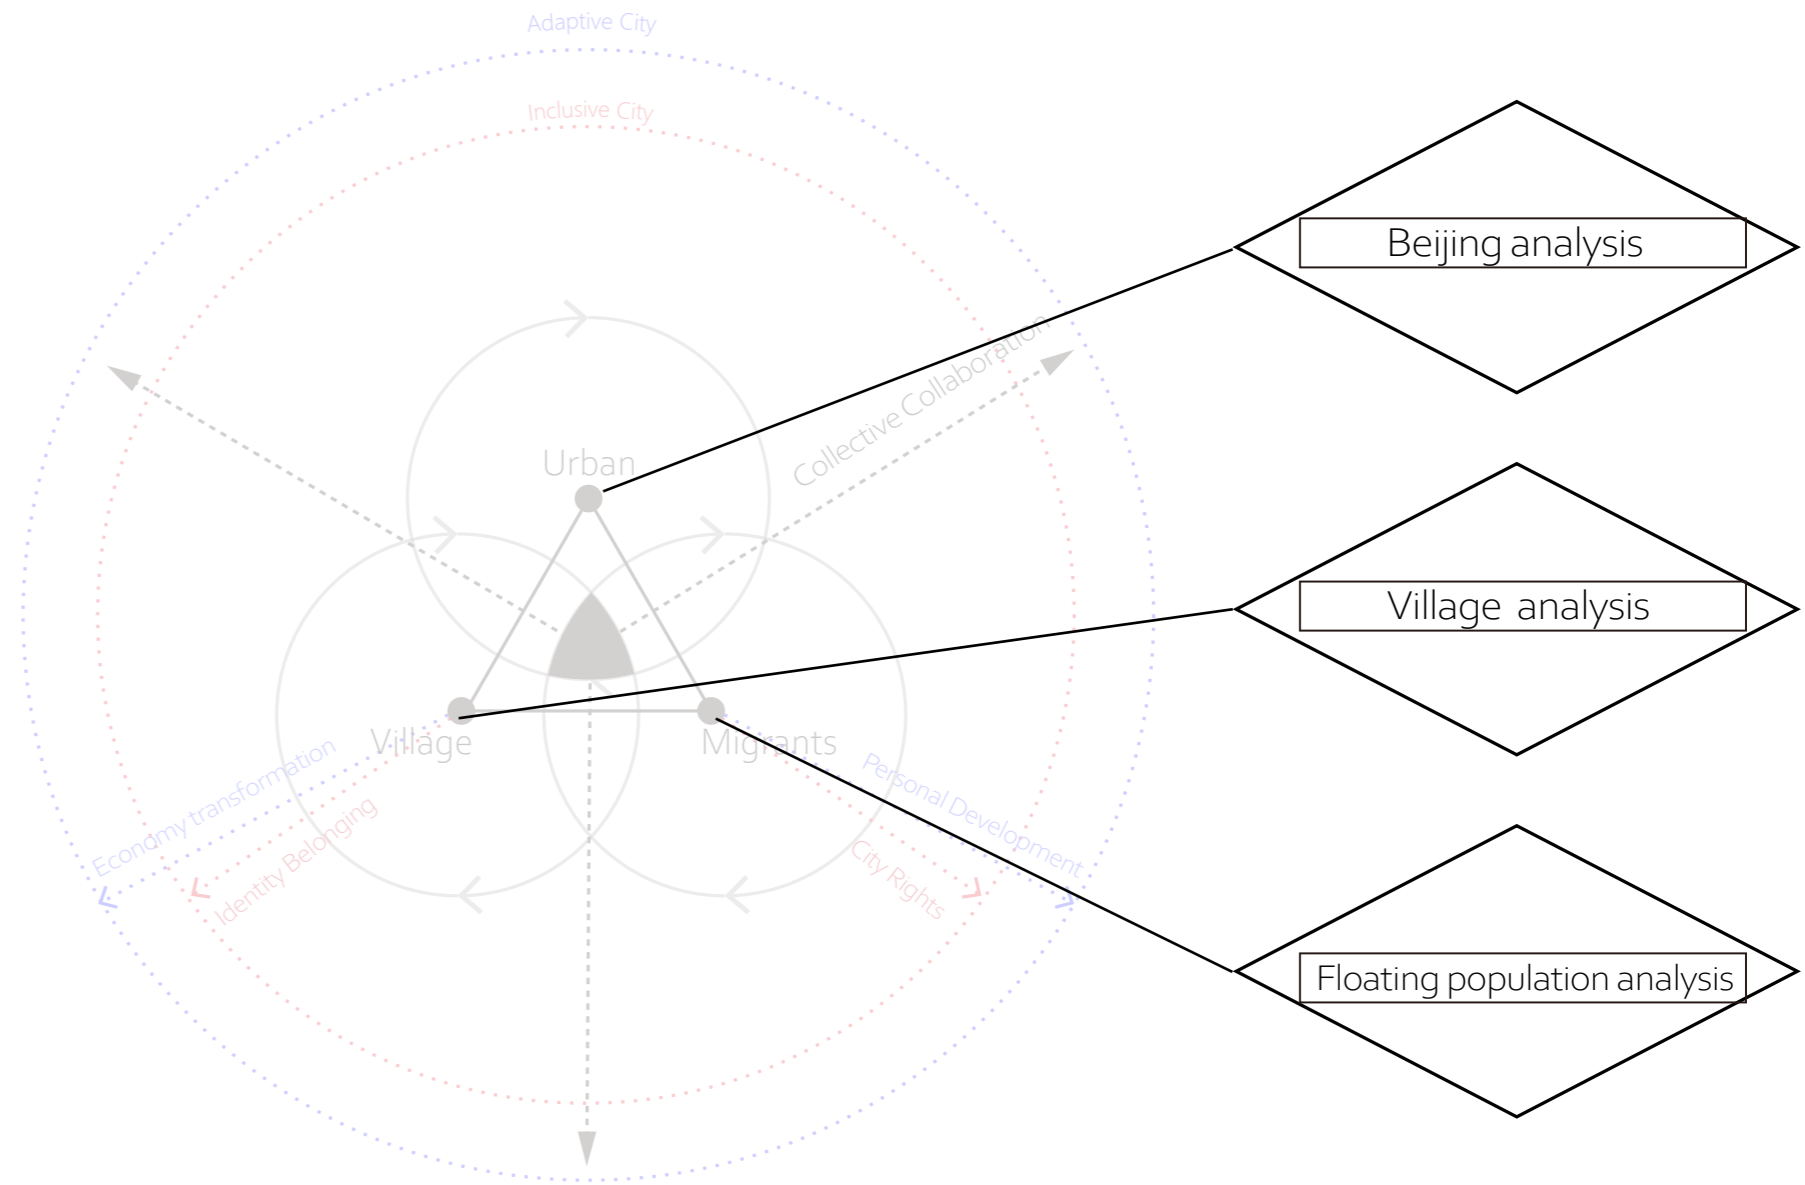 Adaptive City
Inclusive City
Beijing analysis
Collective Collaboration
Urban
Village analysis
Village
Migrants
Economy transformation
Identity Belonging
Personal Development
City Rights
Floating population analysis